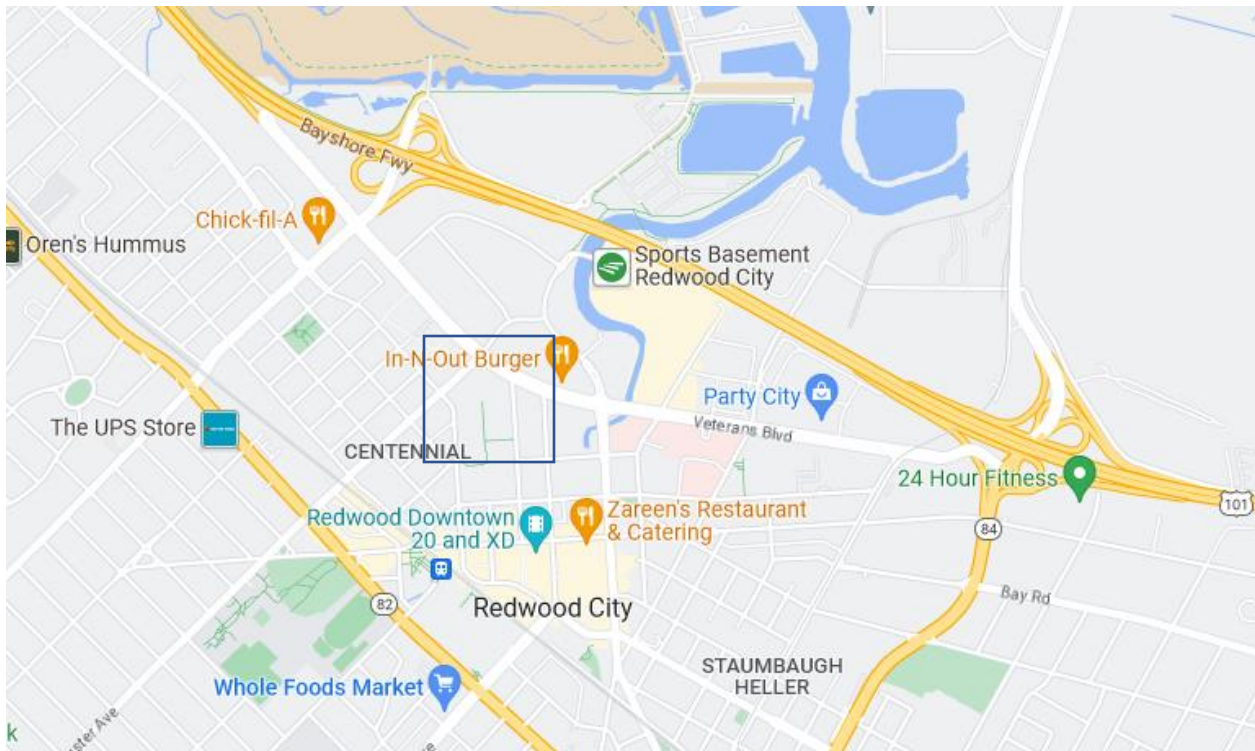 Bayshore Fwy
Chick-fil-A
Oren's Hummus
Sports Basement
Redwood City
In-N-Out Burger
Party City
The UPS Store
Veterans Blvd
CENTENNIAL
24 Hour Fitness
101
Redwood Downtown
20 and XD
Zareen's Restaurant
& Catering
84
Bay Rd
82
Redwood City
STAUMBAUGH
HELLER
Whole Foods Market